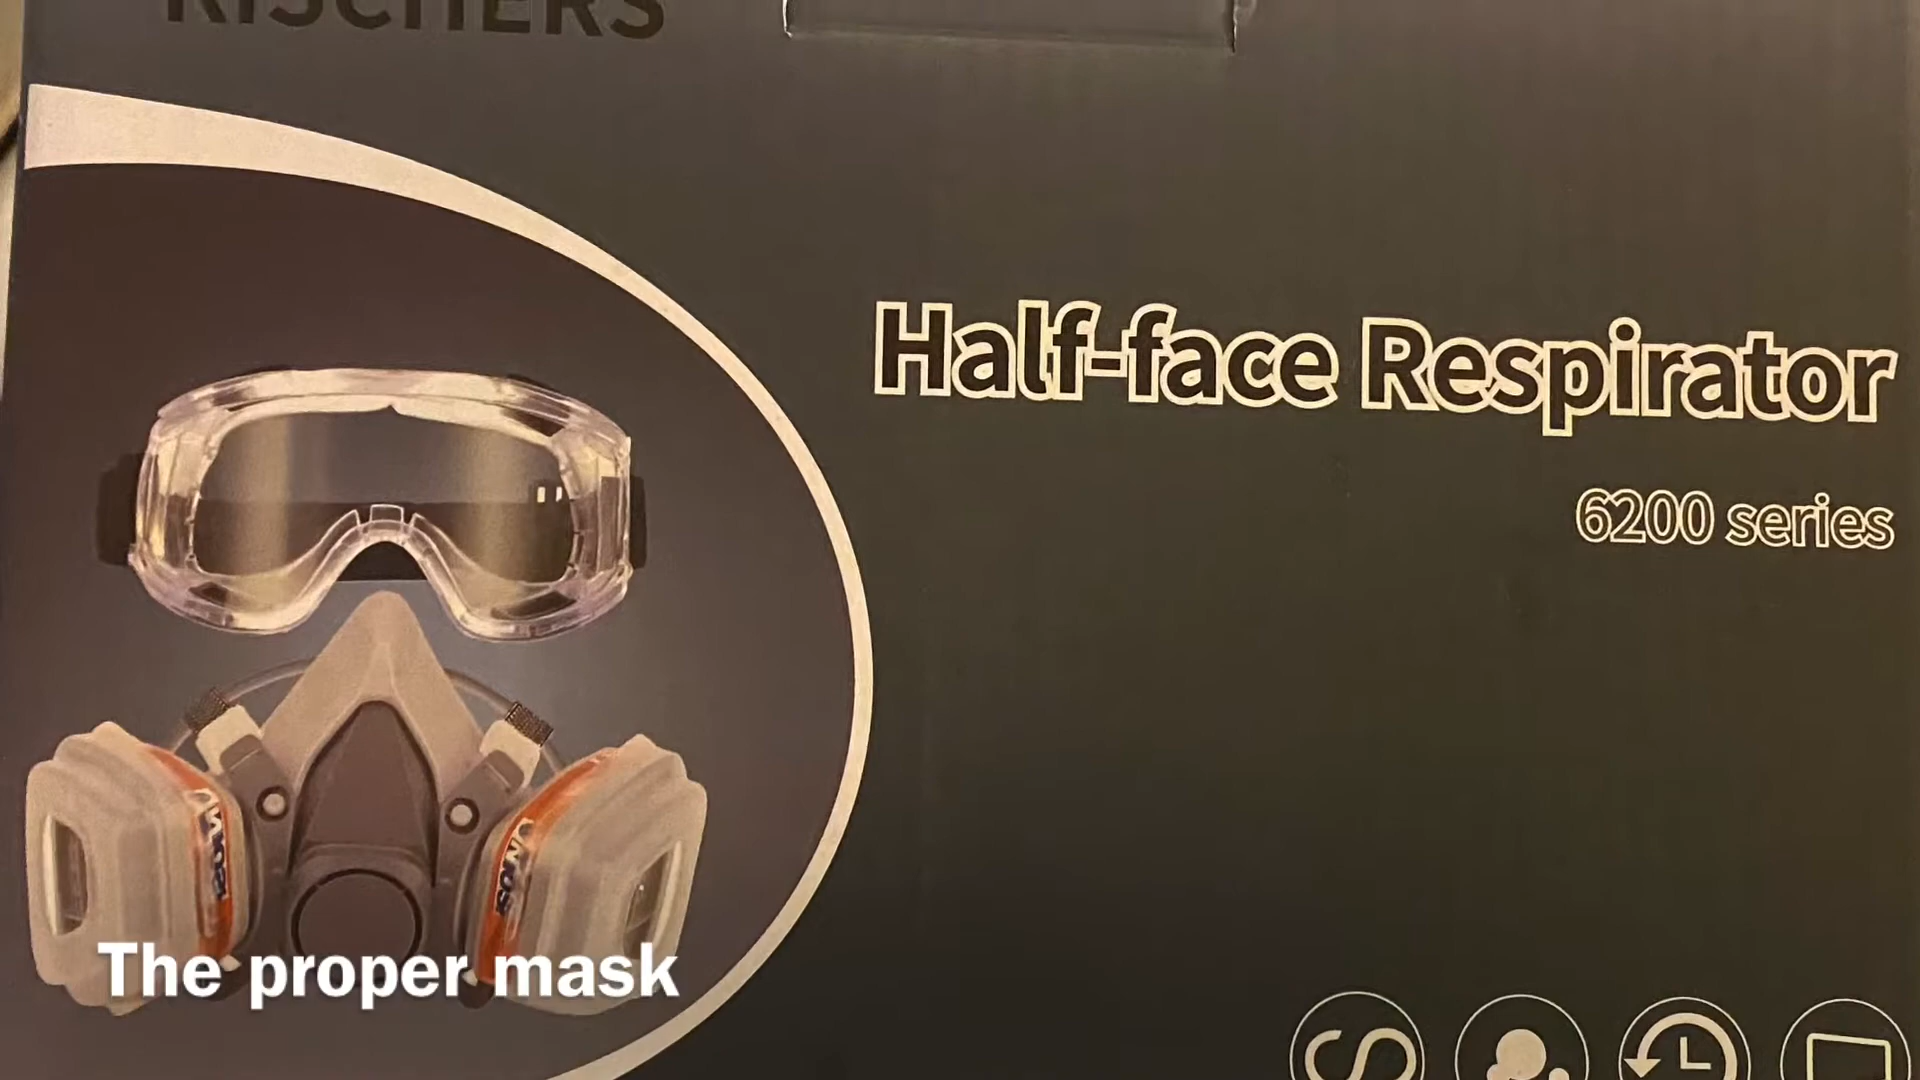 Half-face Respirator
6200 series
The proper mask